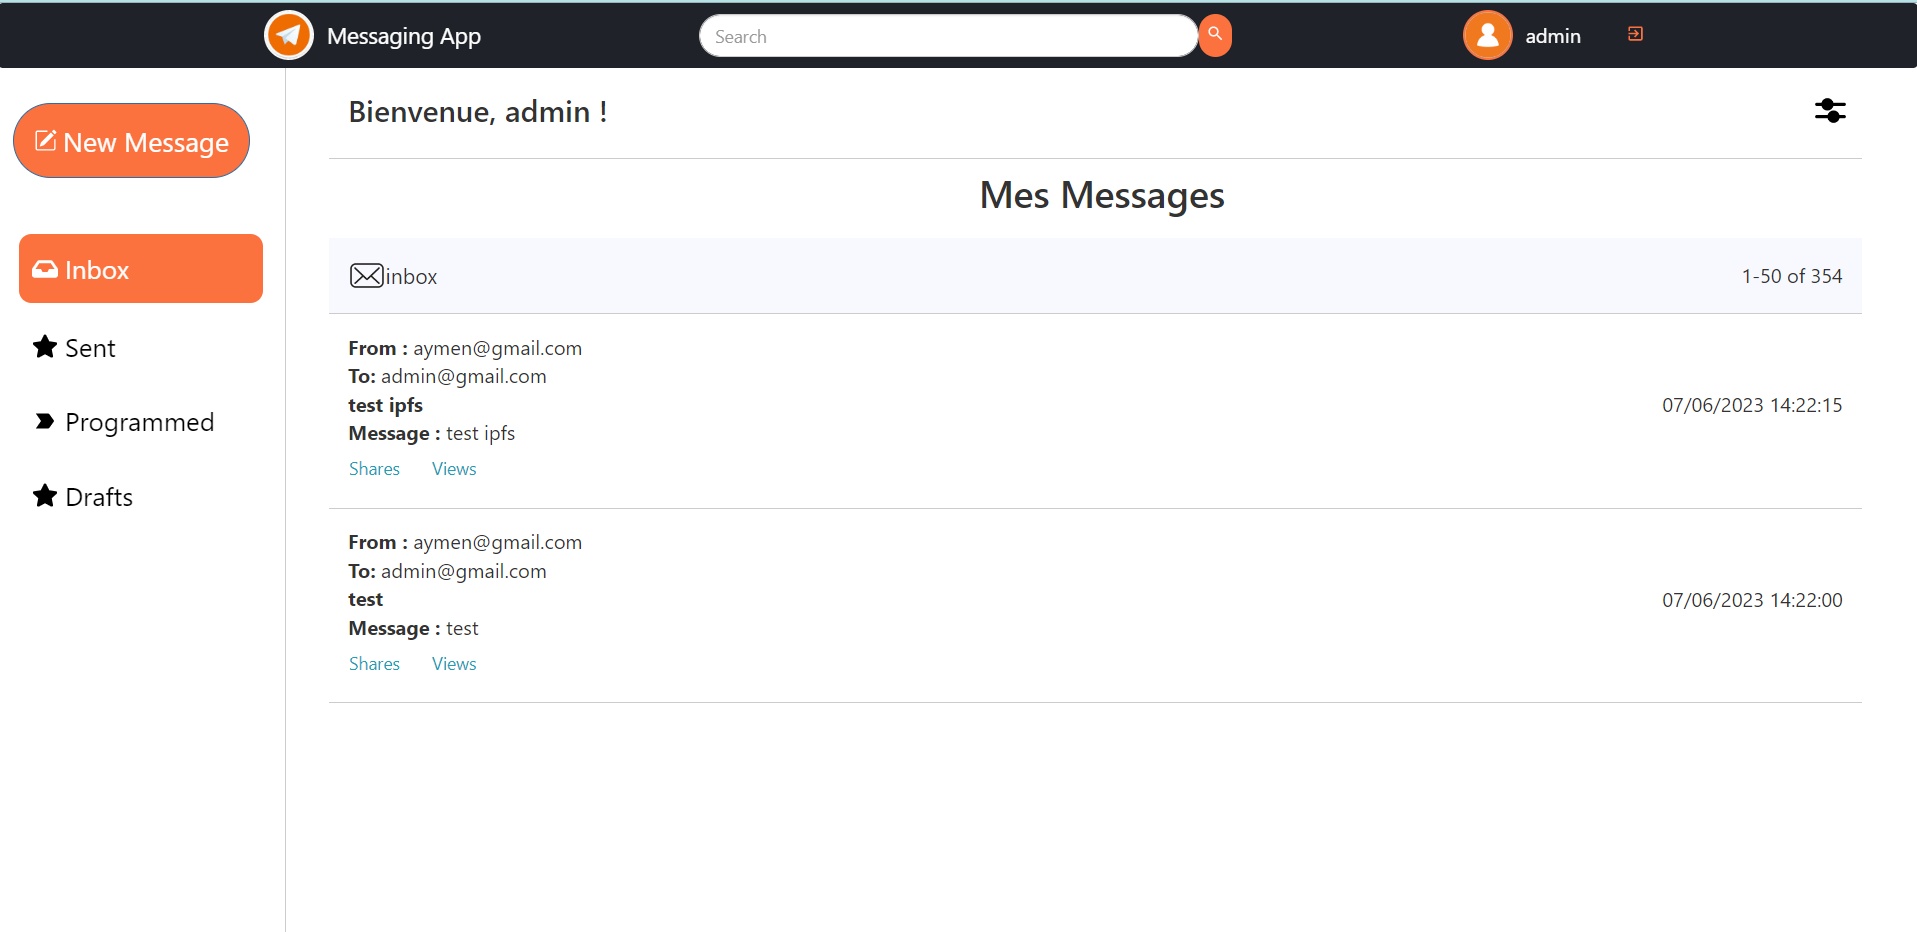 Messaging App
Search
admin
New Message
Inbox
Sent
Programmed
Drafts
Bienvenue, admin !
Mes Messages
inbox
1-50 of 354
From : aymen@gmail.com
To: admin@gmail.com
test ipfs
07/06/2023 14:22:15
Message : test ipfs
Shares Views
From : aymen@gmail.com
To: admin@gmail.com
test
07/06/2023 14:22:00
Message : test
Shares Views